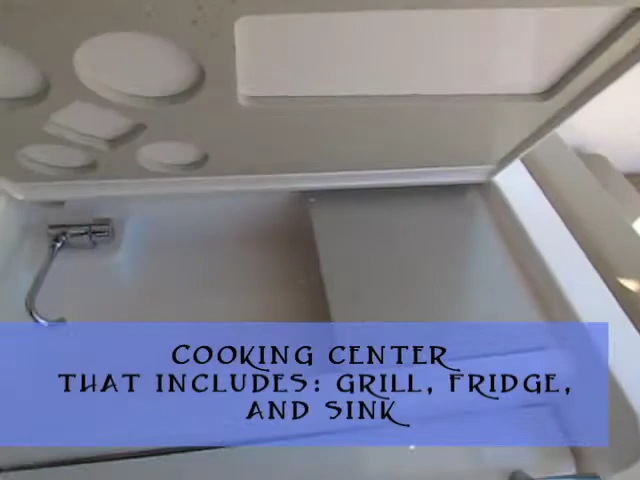 COOKING CENTER
THAT INCLUDES: GRILL, FRIDGE,
AND SINK